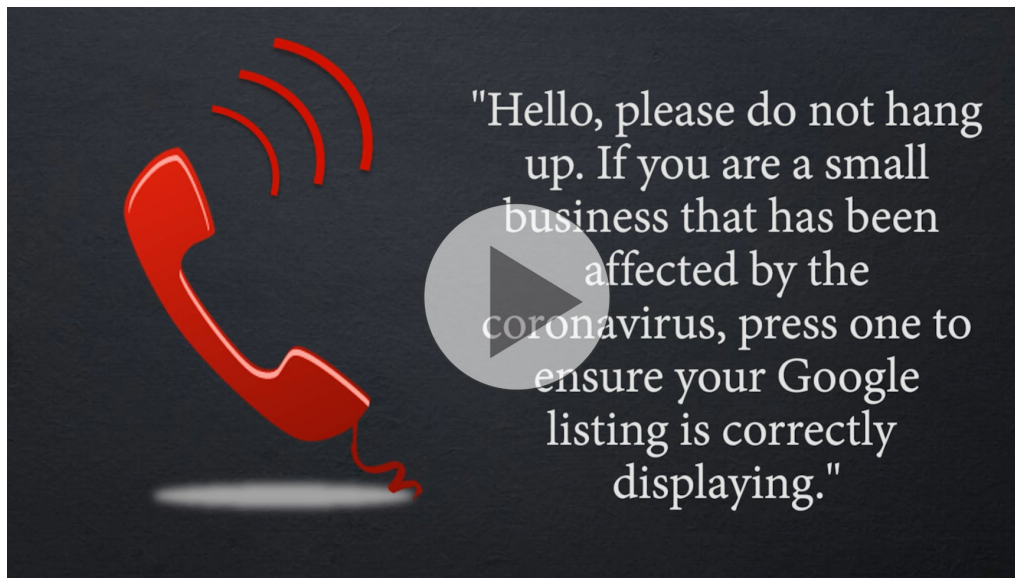 "Hello, please do not hang
up. If you are a small
business that has been
affected by the
coronavirus, press one to
ensure your Google
listing is correctly
displaying."